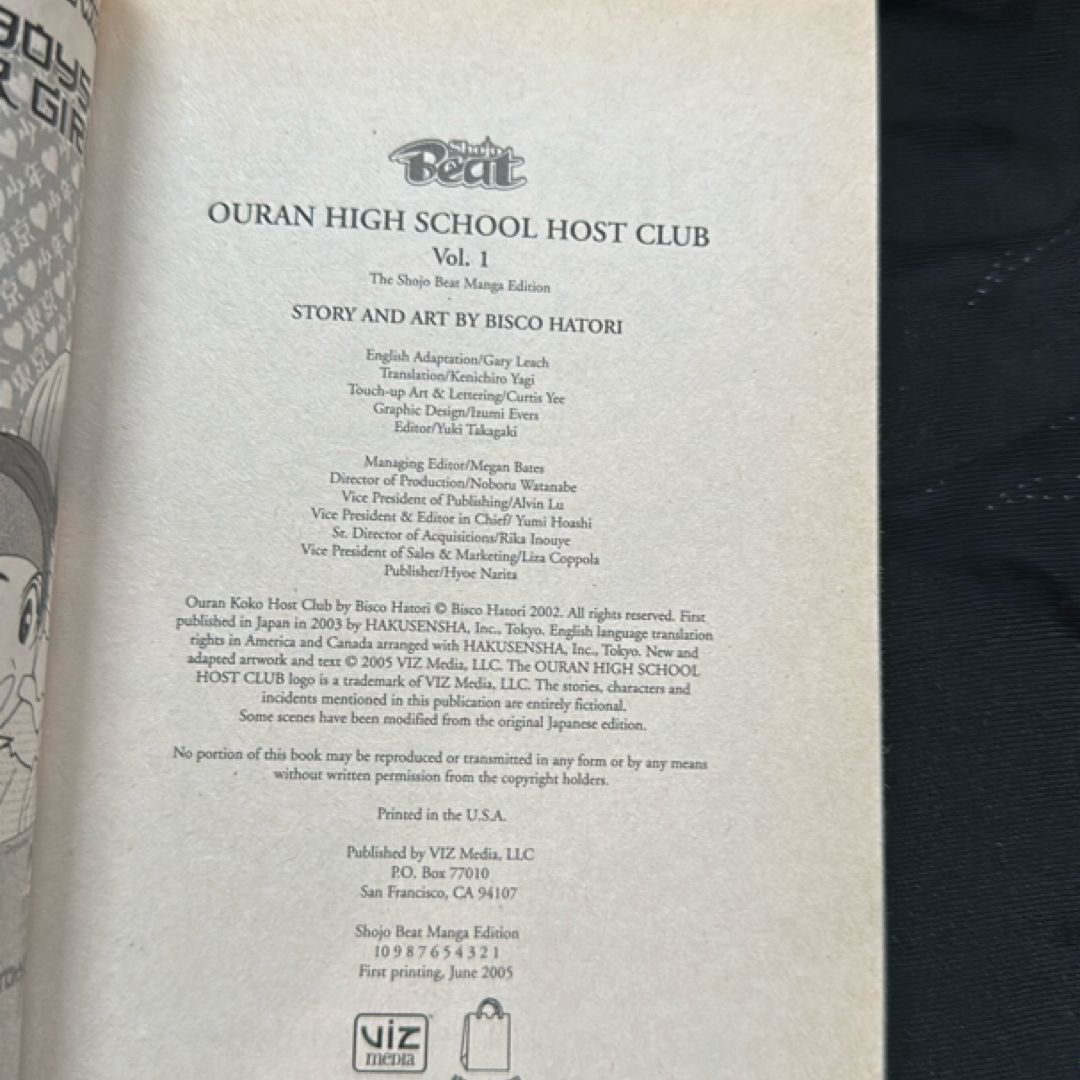 BOYS
GIR
Shojo
Beat
OURAN HIGH SCHOOL HOST CLUB
Vol. 1
The Shojo Beat Manga Edition
STORY AND ART BY BISCO HATORI
English Adaptation/Gary Leach
Translation/Kenichiro Yagi
Touch-up Art & Lettering/Curtis Yee
Graphic Design/Izumi Evers
Editor/Yuki Takagaki
Managing Editor/Megan Bates
Director of Production/Noboru Watanabe
Vice President of Publishing/Alvin Lu
Vice President & Editor in Chief/ Yumi Hoashi
Sr. Director of Acquisitions/Rika Inouye
Vice President of Sales & Marketing/Liza Coppola
Publisher/Hyoe Narita
Ouran Koko Host Club by Bisco Hatori © Bisco Hatori 2002. All rights reserved. First
published in Japan in 2003 by HAKUSENSHA, Inc., Tokyo. English language translation
rights in America and Canada arranged with HAKUSENSHA, Inc., Tokyo. New and
adapted artwork and text © 2005 VIZ Media, LLC. The OURAN HIGH SCHOOL
HOST CLUB logo is a trademark of VIZ Media, LLC. The stories, characters and
incidents mentioned in this publication are entirely fictional.
Some scenes have been modified from the original Japanese edition.
No portion of this book may be reproduced or transmitted in any form or by any means
without written permission from the copyright holders.
Printed in the U.S.A.
Published by VIZ Media, LLC
P.O. Box 77010
San Francisco, CA 94107
Shojo Beat Manga Edition
10 9 8 7 6 5 4 3 2 1
First printing, June 2005
VIZ
media